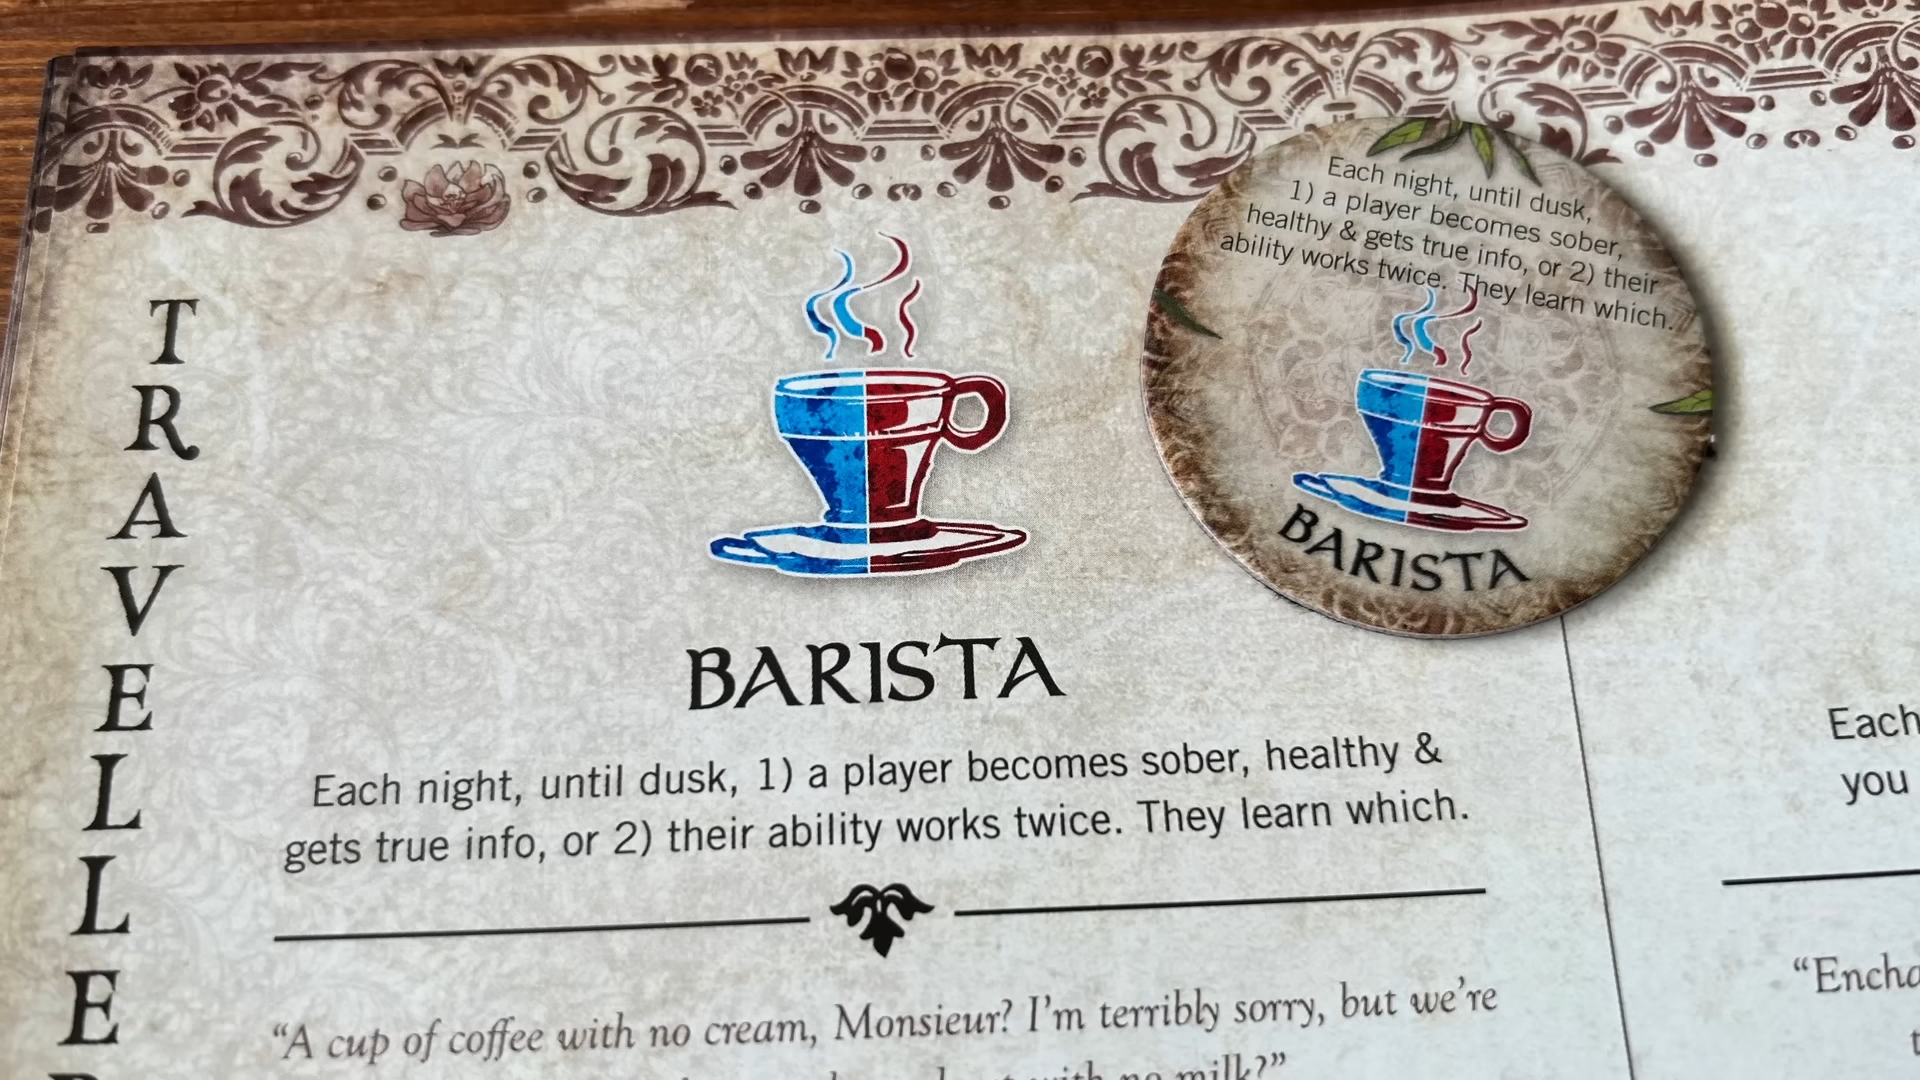 Each night, until dusk,
1) a player becomes sober,
healthy & gets true info, or 2) their
ability works twice. They learn which.
BARISTA
TRAVELLE
BARISTA
Each night, until dusk, 1) a player becomes sober, healthy &
gets true info, or 2) their ability works twice. They learn which.
“A cup of coffee with no cream, Monsieur? I’m terribly sorry, but we’re
with no milk?”
Each
you